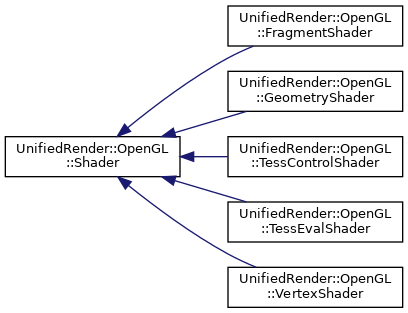 UnifiedRender::OpenGL
::FragmentShader
UnifiedRender::OpenGL
::GeometryShader
UnifiedRender::OpenGL
::Shader
UnifiedRender::OpenGL
::TessControlShader
UnifiedRender::OpenGL
::TessEvalShader
UnifiedRender::OpenGL
::VertexShader